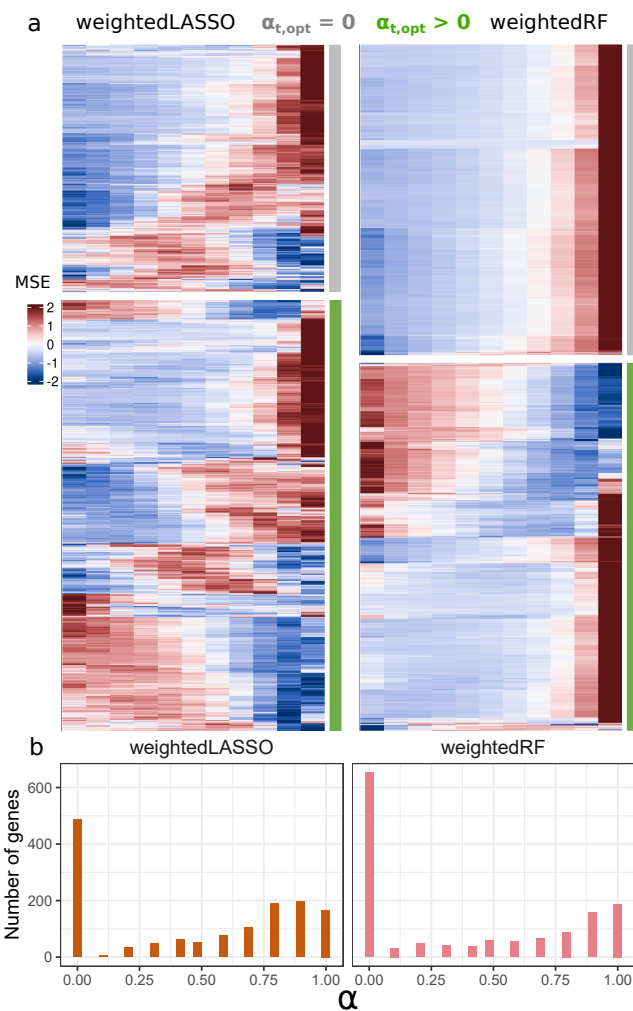 a weightedLASSO α t,opt = 0 α t,opt > 0 weightedRF
MSE
2
1
0
-1
-2
b weightedLASSO weightedRF
Number of genes
600
400
200
0
0.00 0.25 0.50 0.75 1.00 0.00 0.25 0.50 0.75 1.00
α